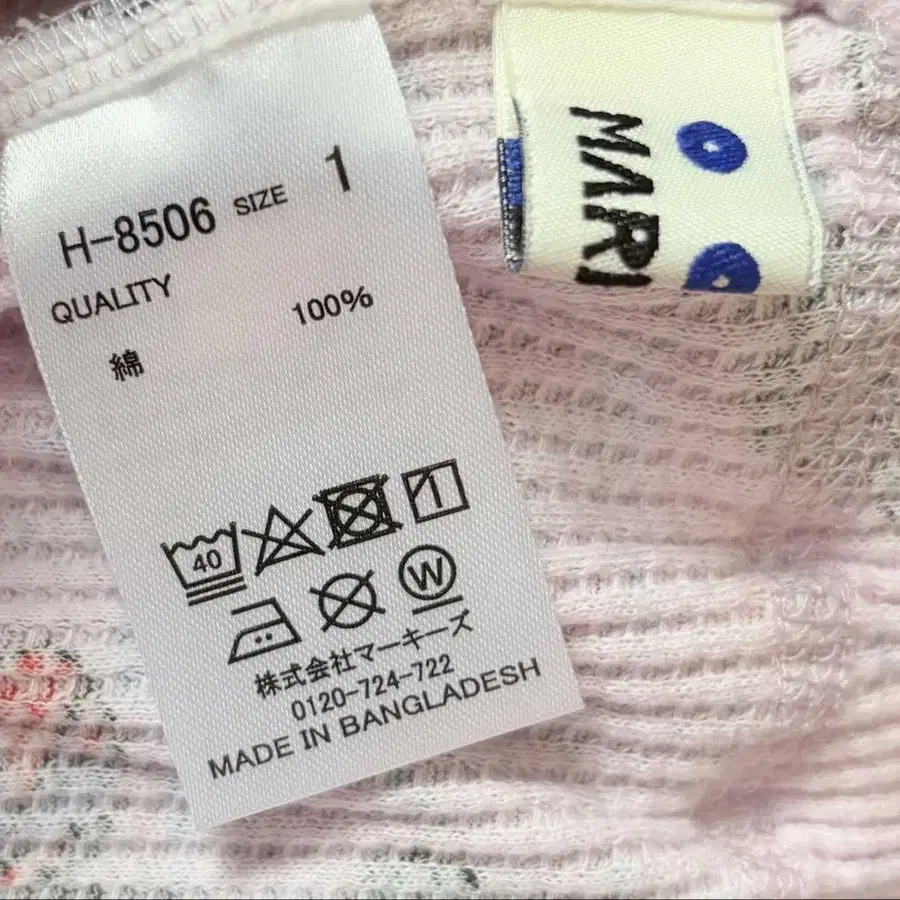 H-8506 SIZE 1
QUALITY
綿 100%
40
W
株式会社マーキーズ
0120-724-722
MADE IN BANGLADESH
MARI